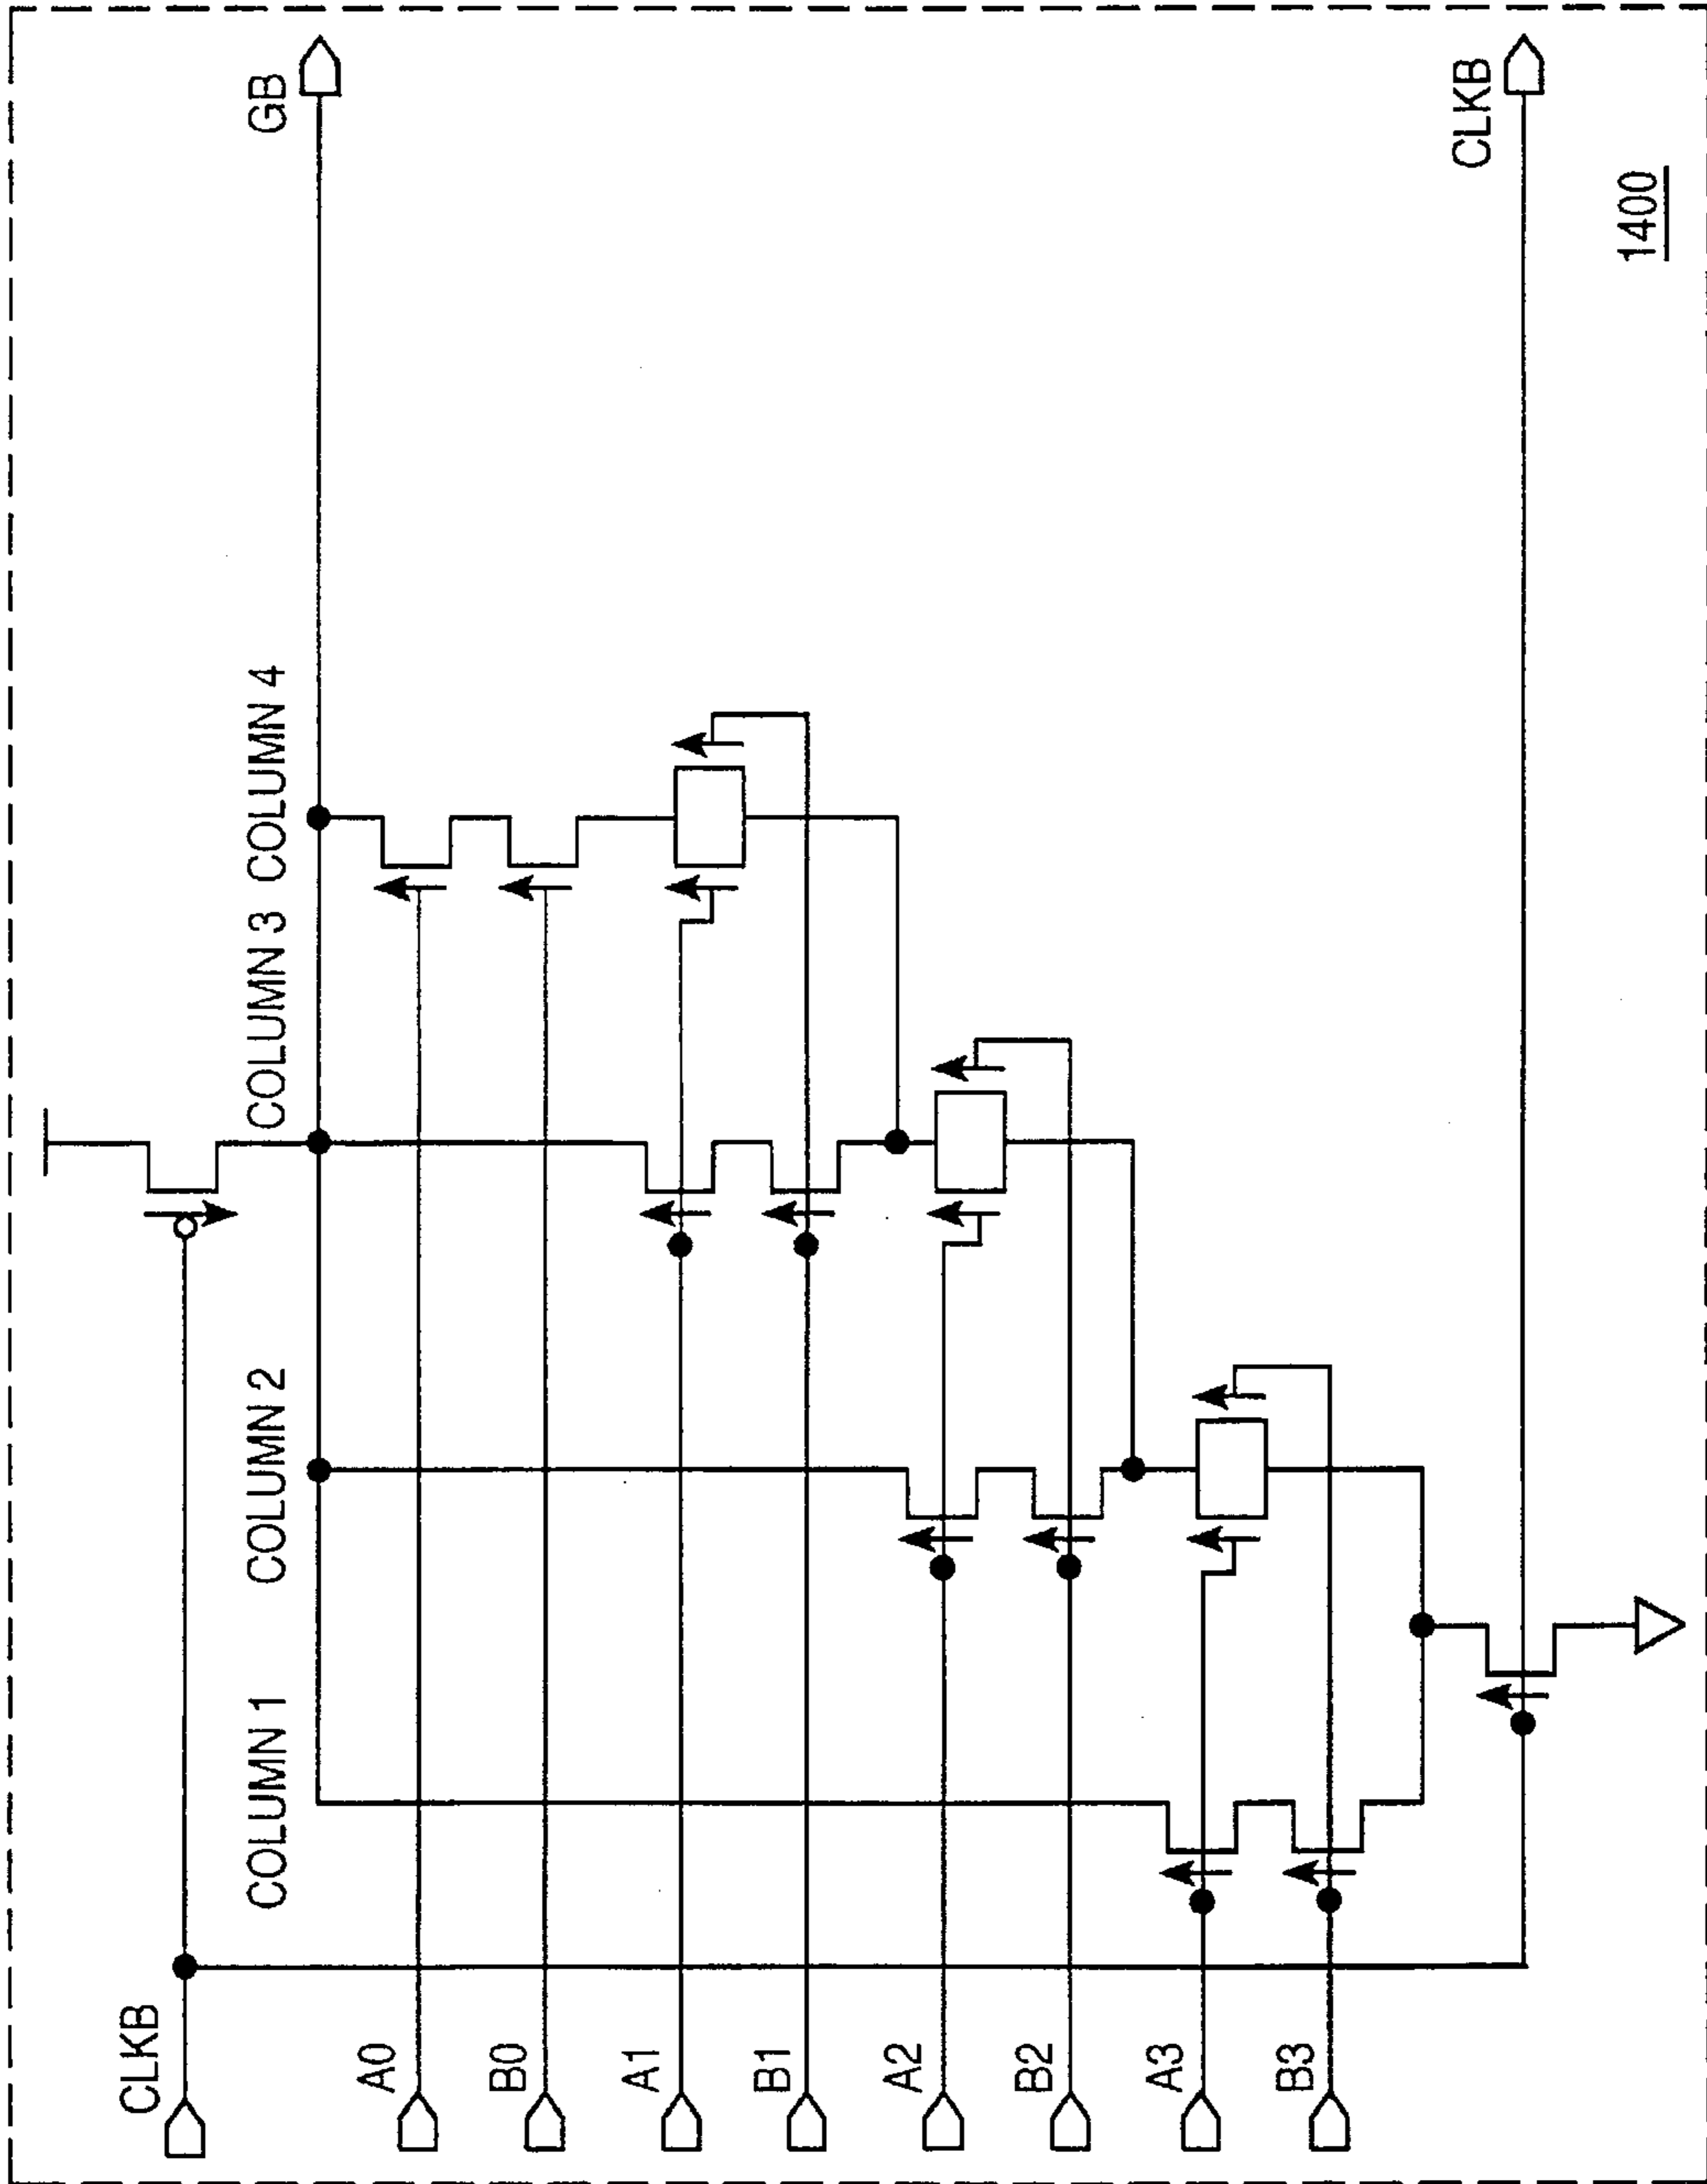 CLKB
COLUMN 1
COLUMN 2
COLUMN 3
COLUMN 4
GB
A0
B0
A1
B1
A2
B2
A3
B3
CLKB
1400